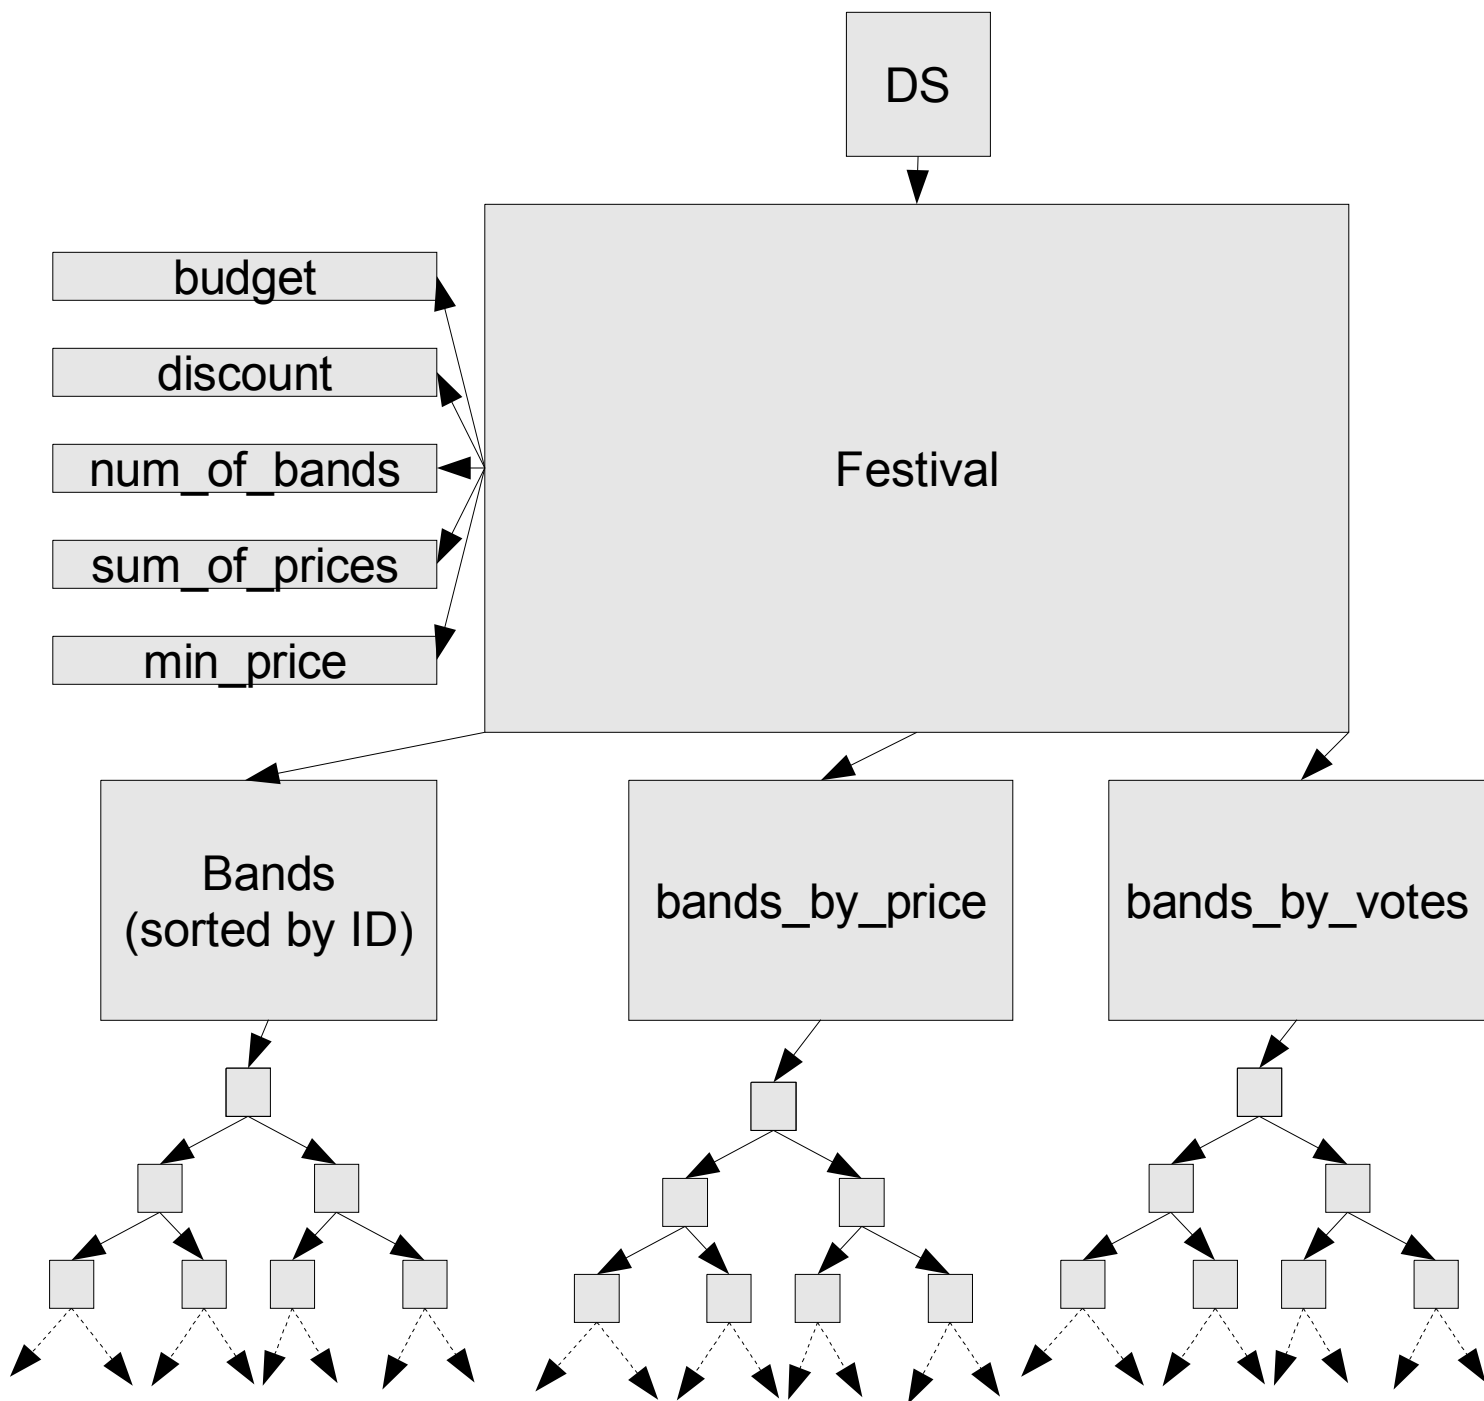 DS
budget
discount
num_of_bands
sum_of_prices
min_price
Festival
Bands
(sorted by ID)
bands_by_price
bands_by_votes